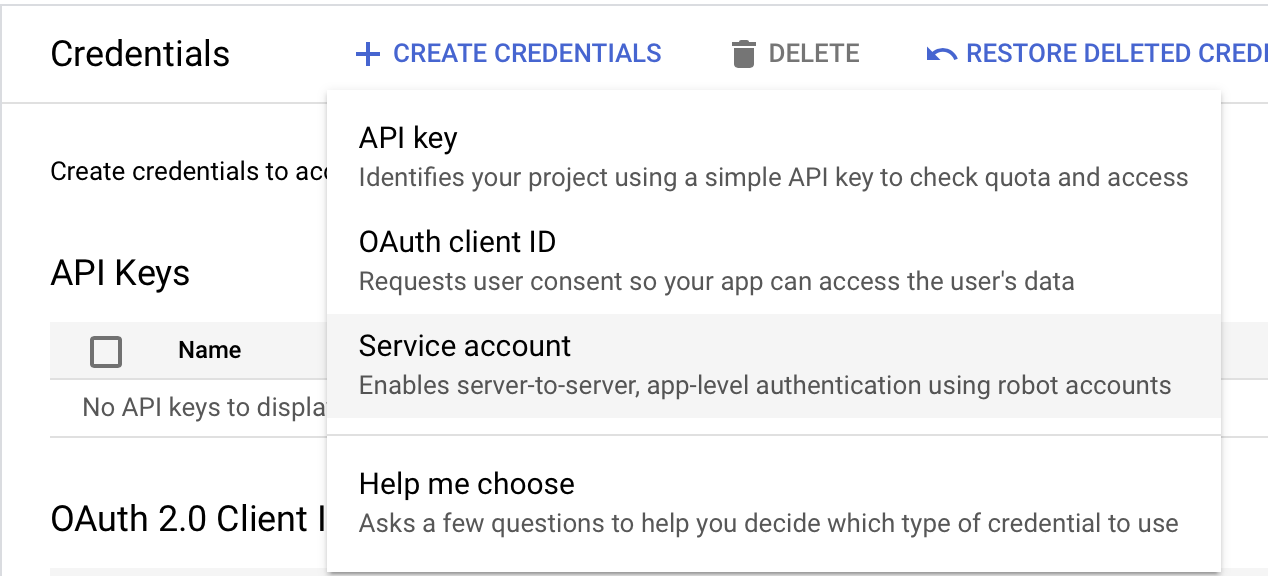 Credentials
CREATE CREDENTIALS
DELETE
RESTORE DELETED CREDE
API key
Identifies your project using a simple API key to check quota and access
Create credentials to acc
OAuth client ID
Requests user consent so your app can access the user's data
API Keys
Service account
Enables server-to-server, app-level authentication using robot accounts
Name
No API keys to display
Help me choose
Asks a few questions to help you decide which type of credential to use
OAuth 2.0 Client I